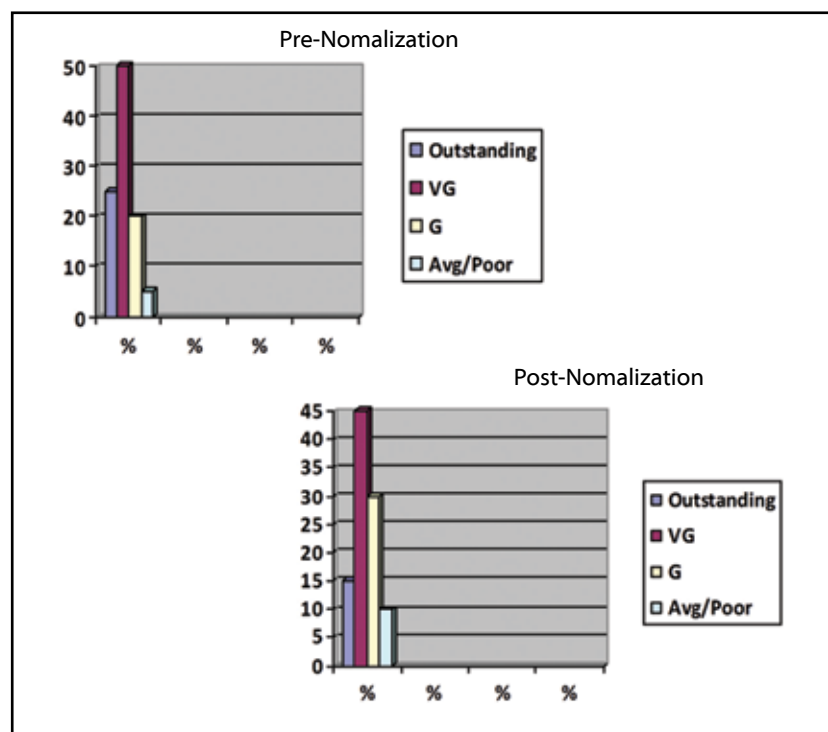 Pre-Nomalization
50
40
30
20
10
0
% % % %
Outstanding
VG
G
Avg/Poor
Post-Nomalization
45
40
35
30
25
20
15
10
5
0
% % % %
Outstanding
VG
G
Avg/Poor